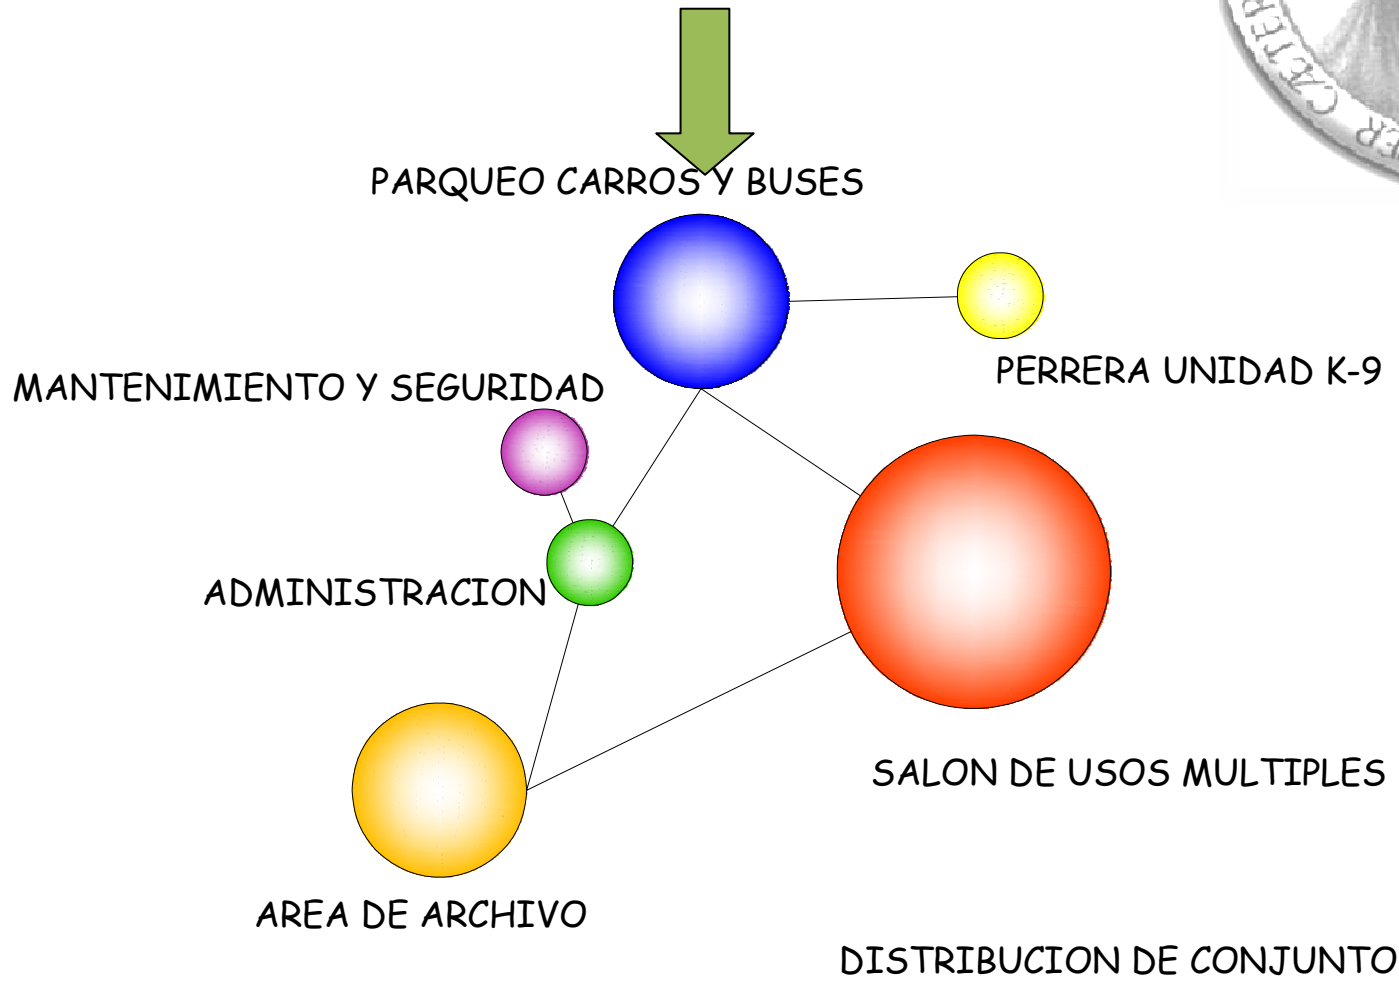 PARQUEO CARROS Y BUSES
PERRERA UNIDAD K-9
MANTENIMIENTO Y SEGURIDAD
ADMINISTRACION
SALON DE USOS MULTIPLES
AREA DE ARCHIVO
DISTRIBUCION DE CONJUNTO